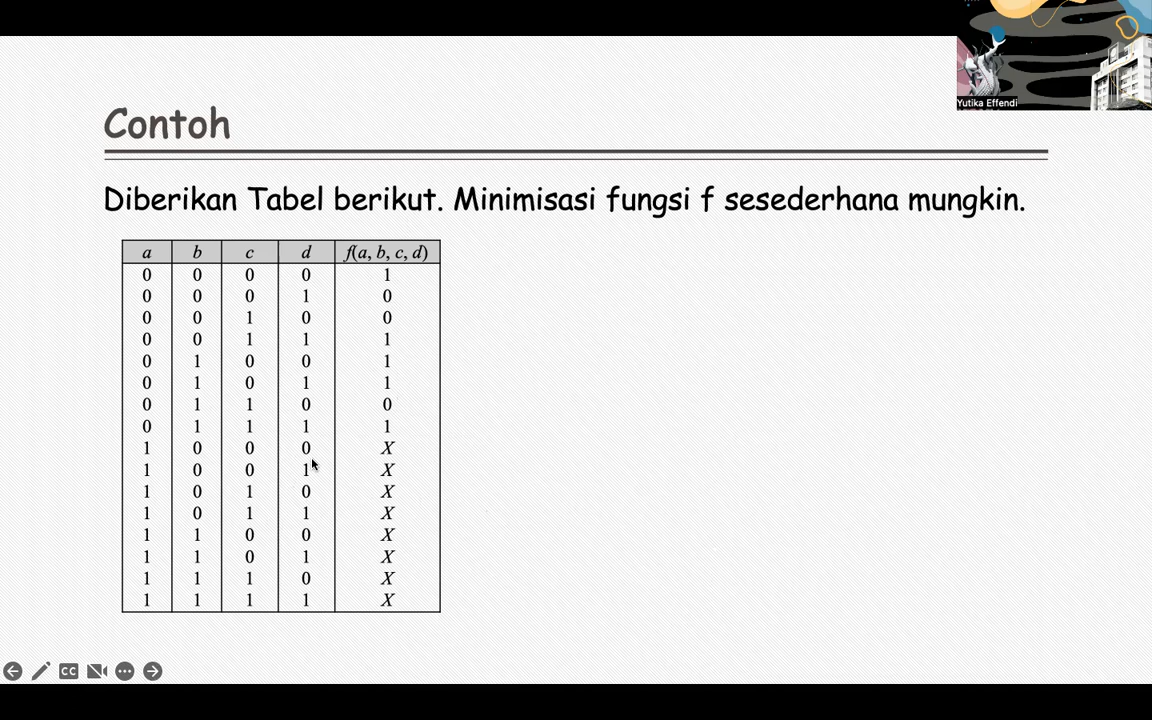 Yutika Effendi
Contoh
Diberikan Tabel berikut. Minimisasi fungsi f sesederhana mungkin.
a b c d f(a, b, c, d)
0 0 0 0 1
0 0 0 1 0
0 0 1 0 0
0 0 1 1 1
0 1 0 0 1
0 1 0 1 1
0 1 1 0 0
0 1 1 1 1
1 0 0 0 X
1 0 0 1 X
1 0 1 0 X
1 0 1 1 X
1 1 0 0 X
1 1 0 1 X
1 1 1 0 X
1 1 1 1 X
CC